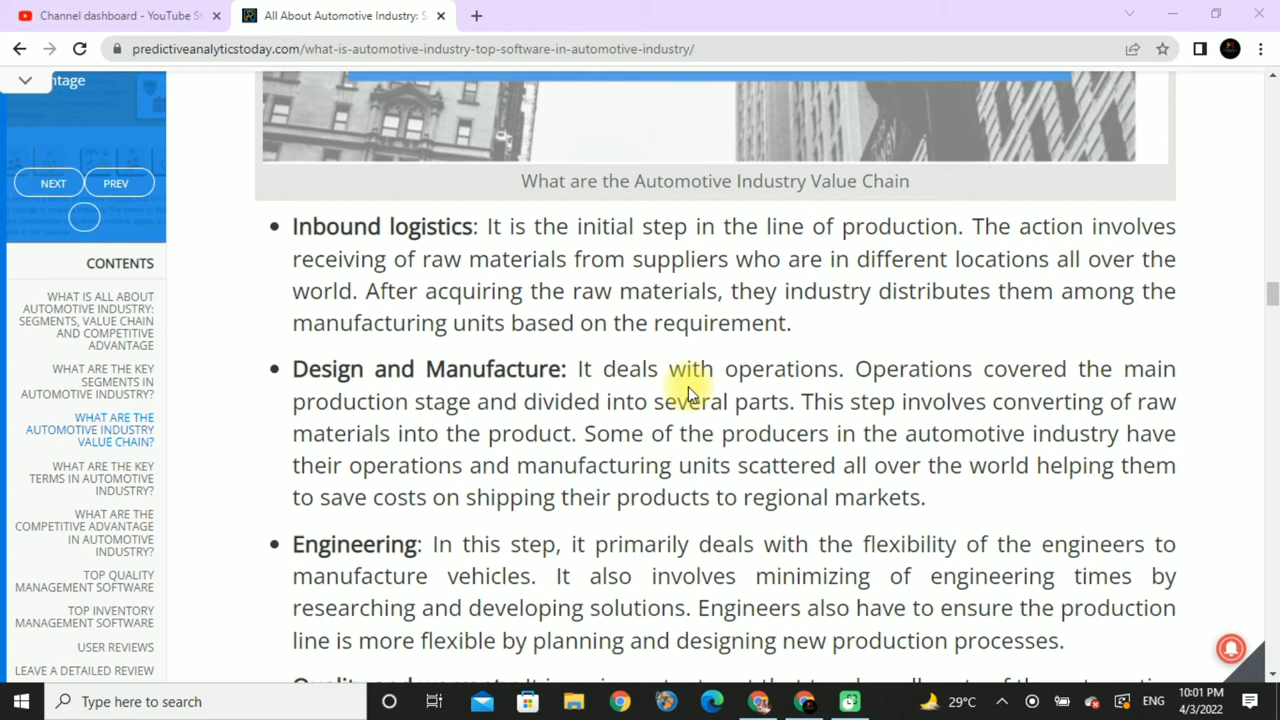 Channel dashboard - YouTube St
All About Automotive Industry: S
predictiveanalyticstoday.com/what-is-automotive-industry-top-software-in-automotive-industry/
ntage
NEXT
PREV
CONTENTS
WHAT IS ALL ABOUT
AUTOMOTIVE INDUSTRY:
SEGMENTS, VALUE CHAIN
AND COMPETITIVE
ADVANTAGE
WHAT ARE THE KEY
SEGMENTS IN
AUTOMOTIVE INDUSTRY?
WHAT ARE THE
AUTOMOTIVE INDUSTRY
VALUE CHAIN?
WHAT ARE THE KEY
TERMS IN AUTOMOTIVE
INDUSTRY?
WHAT ARE THE
COMPETITIVE ADVANTAGE
IN AUTOMOTIVE
INDUSTRY?
TOP QUALITY
MANAGEMENT SOFTWARE
TOP INVENTORY
MANAGEMENT SOFTWARE
USER REVIEWS
LEAVE A DETAILED REVIEW
What are the Automotive Industry Value Chain
Inbound logistics: It is the initial step in the line of production. The action involves
receiving of raw materials from suppliers who are in different locations all over the
world. After acquiring the raw materials, they industry distributes them among the
manufacturing units based on the requirement.
Design and Manufacture: It deals with operations. Operations covered the main
production stage and divided into several parts. This step involves converting of raw
materials into the product. Some of the producers in the automotive industry have
their operations and manufacturing units scattered all over the world helping them
to save costs on shipping their products to regional markets.
Engineering: In this step, it primarily deals with the flexibility of the engineers to
manufacture vehicles. It also involves minimizing of engineering times by
researching and developing solutions. Engineers also have to ensure the production
line is more flexible by planning and designing new production processes.
Type here to search
29°C
ENG
10:01 PM
4/3/2022